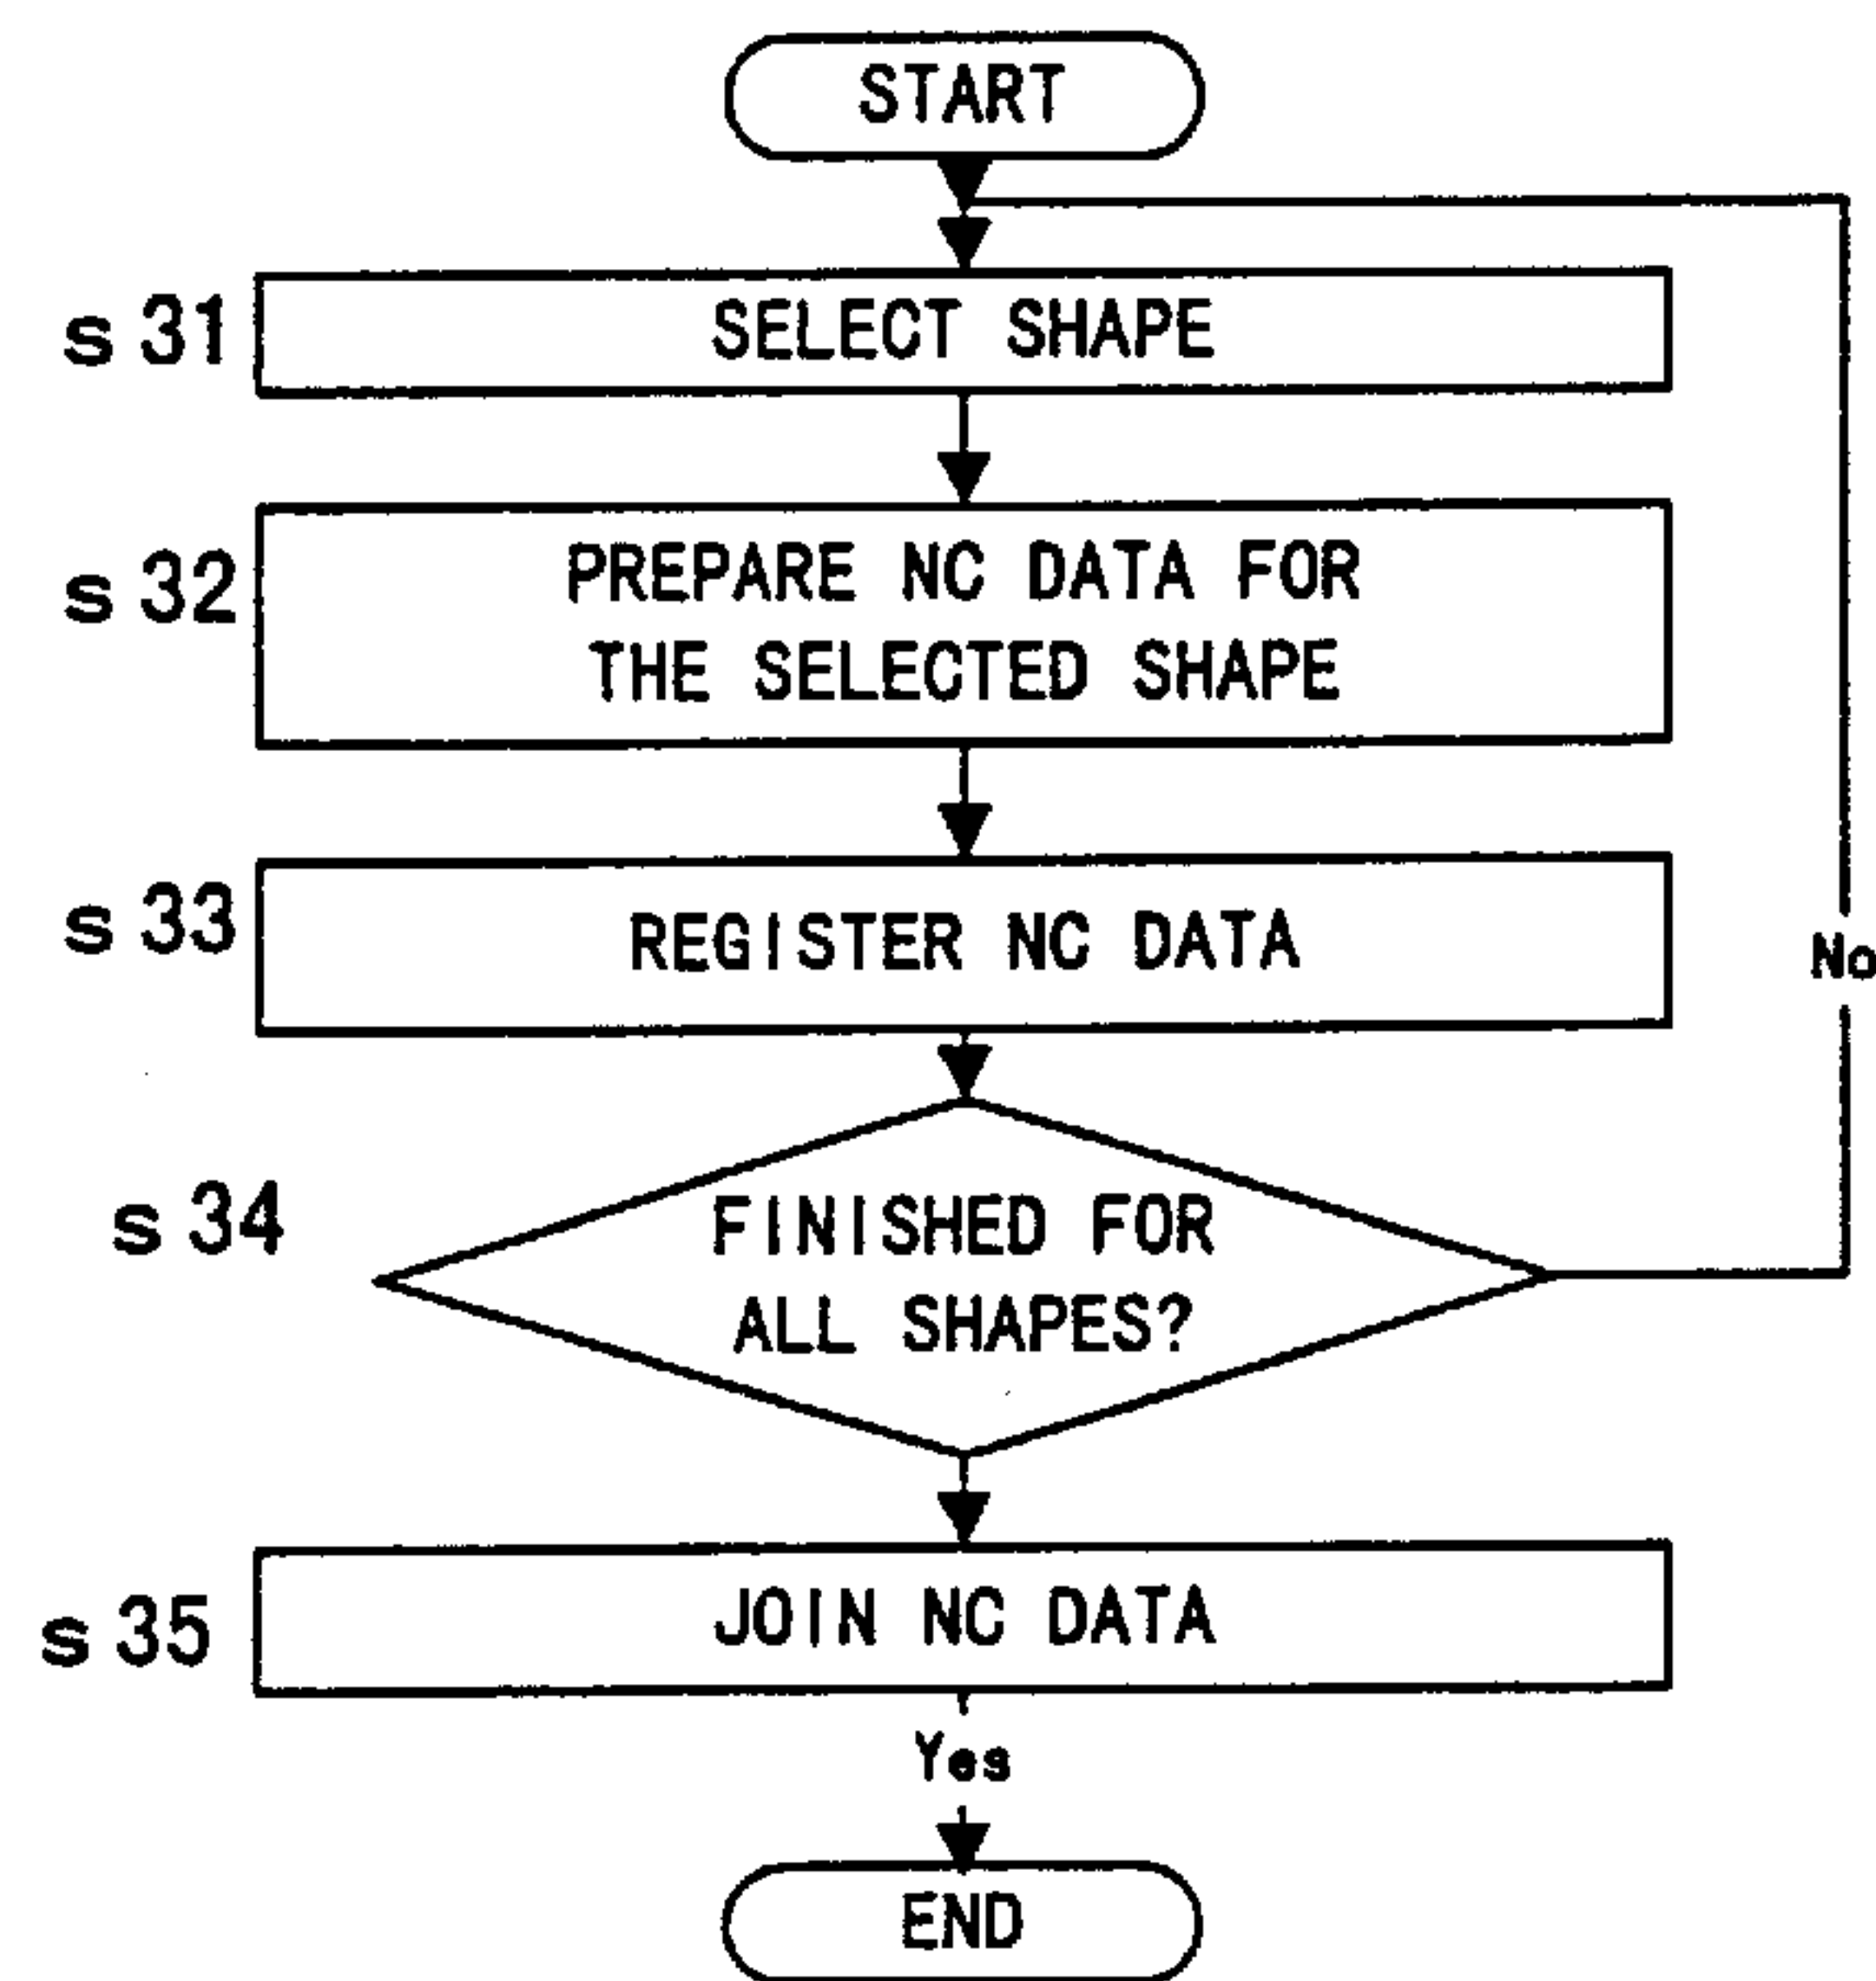 START
s 31
SELECT SHAPE
s 32
PREPARE NC DATA FOR
THE SELECTED SHAPE
s 33
REGISTER NC DATA
No
s 34
FINISHED FOR
ALL SHAPES?
s 35
JOIN NC DATA
Yes
END